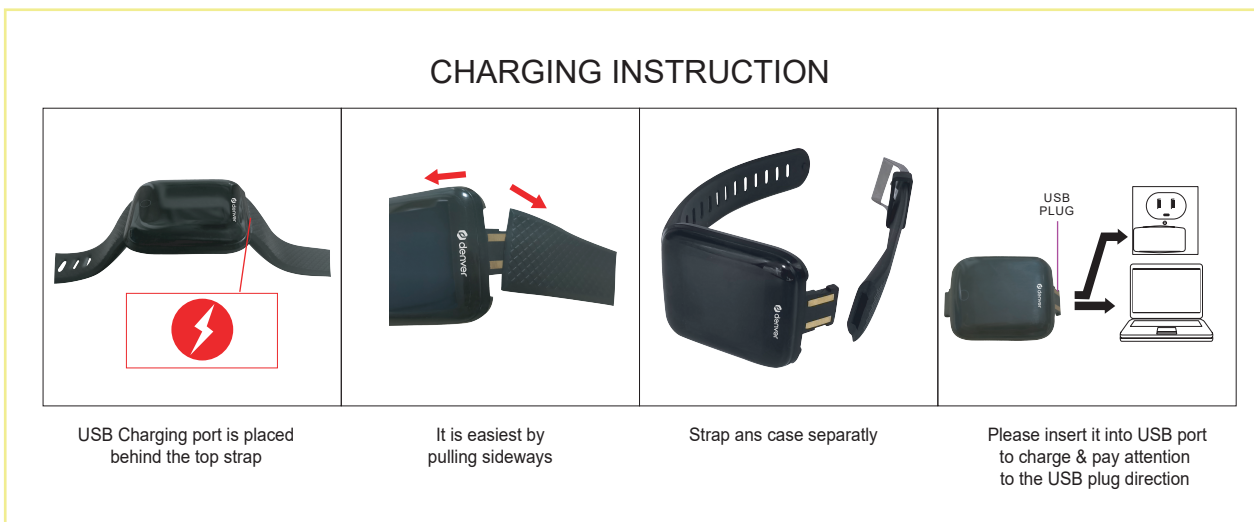 CHARGING INSTRUCTION
denver
denver
denver
USB
PLUG
denver
USB Charging port is placed
behind the top strap
It is easiest by
pulling sideways
Strap ans case separatly
Please insert it into USB port
to charge & pay attention
to the USB plug direction